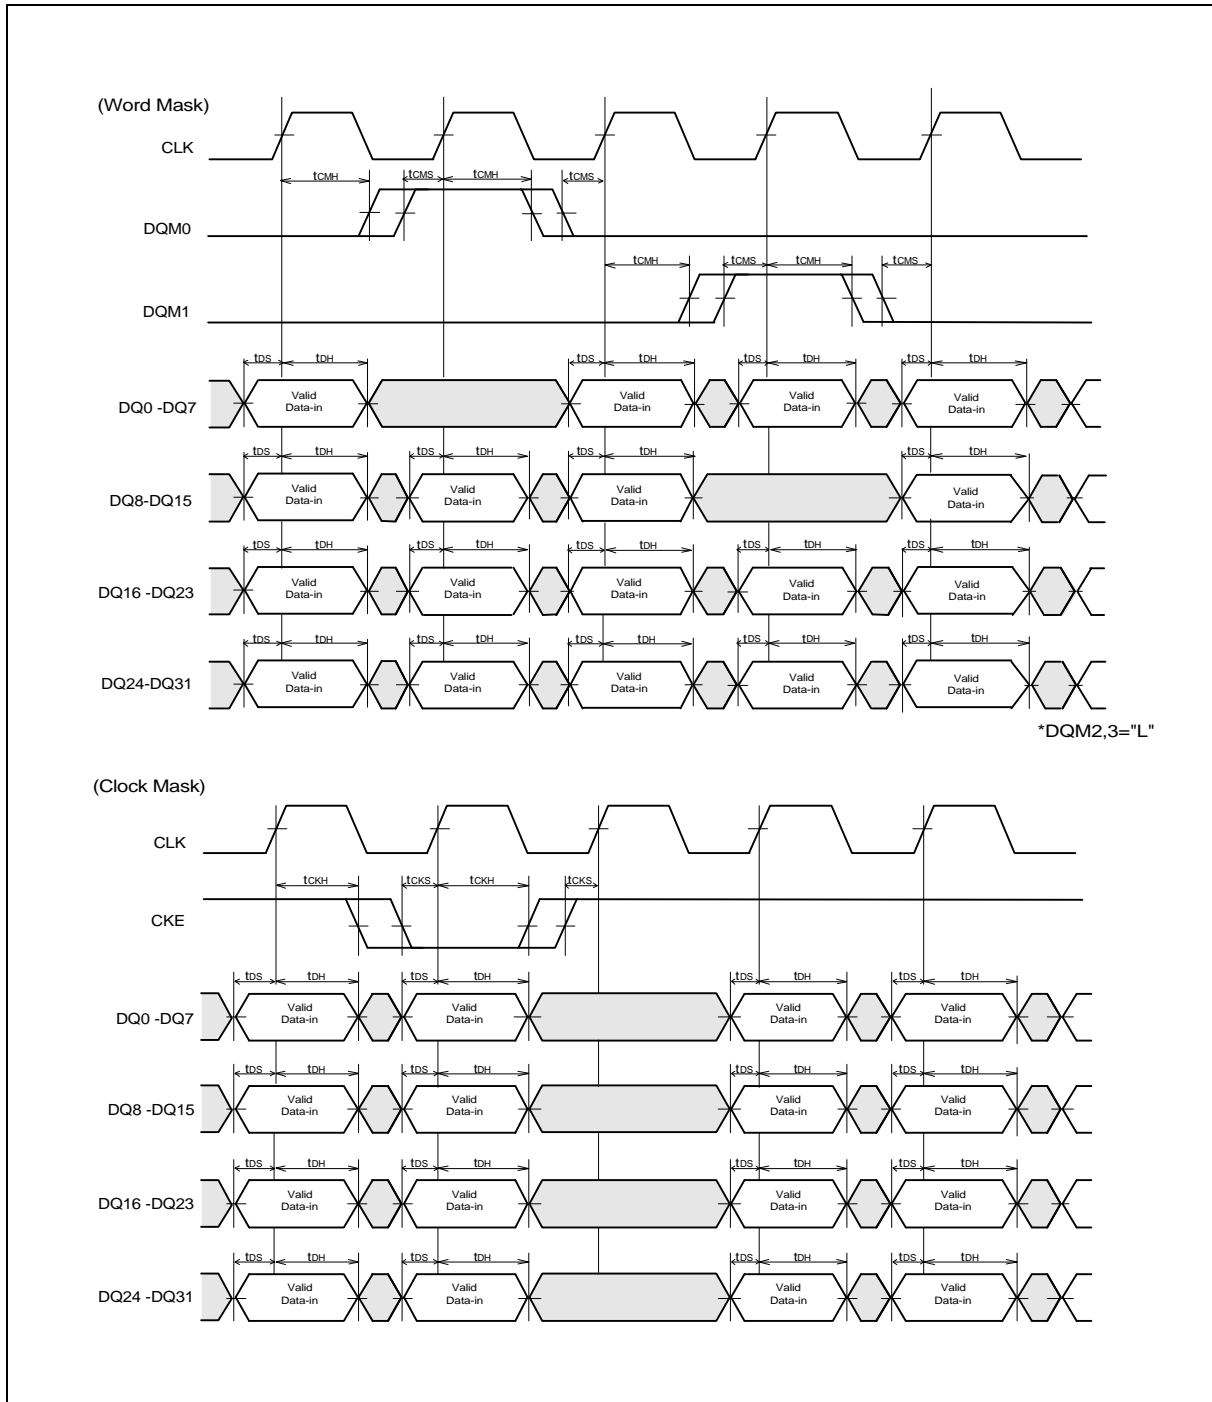 (Word Mask)
CLK
tCMH tCMS tCMH tCMS
DQM0
tCMH tCMS tCMH tCMS
DQM1
tDS tDH tDS tDH tDS tDH tDS tDH
DQ0 -DQ7 Valid Data-in Valid Data-in Valid Data-in Valid Data-in
tDS tDH tDS tDH tDS tDH tDS tDH
DQ8-DQ15 Valid Data-in Valid Data-in Valid Data-in Valid Data-in
tDS tDH tDS tDH tDS tDH tDS tDH tDS tDH
DQ16 -DQ23 Valid Data-in Valid Data-in Valid Data-in Valid Data-in Valid Data-in
tDS tDH tDS tDH tDS tDH tDS tDH tDS tDH
DQ24-DQ31 Valid Data-in Valid Data-in Valid Data-in Valid Data-in Valid Data-in
*DQM2,3="L"
(Clock Mask)
CLK
tCKH tCKS tCKH tCKS
CKE
tDS tDH tDS tDH tDS tDH tDS tDH
DQ0 -DQ7 Valid Data-in Valid Data-in Valid Data-in Valid Data-in
tDS tDH tDS tDH tDS tDH tDS tDH
DQ8 -DQ15 Valid Data-in Valid Data-in Valid Data-in Valid Data-in
tDS tDH tDS tDH tDS tDH tDS tDH
DQ16 -DQ23 Valid Data-in Valid Data-in Valid Data-in Valid Data-in
tDS tDH tDS tDH tDS tDH tDS tDH
DQ24 -DQ31 Valid Data-in Valid Data-in Valid Data-in Valid Data-in